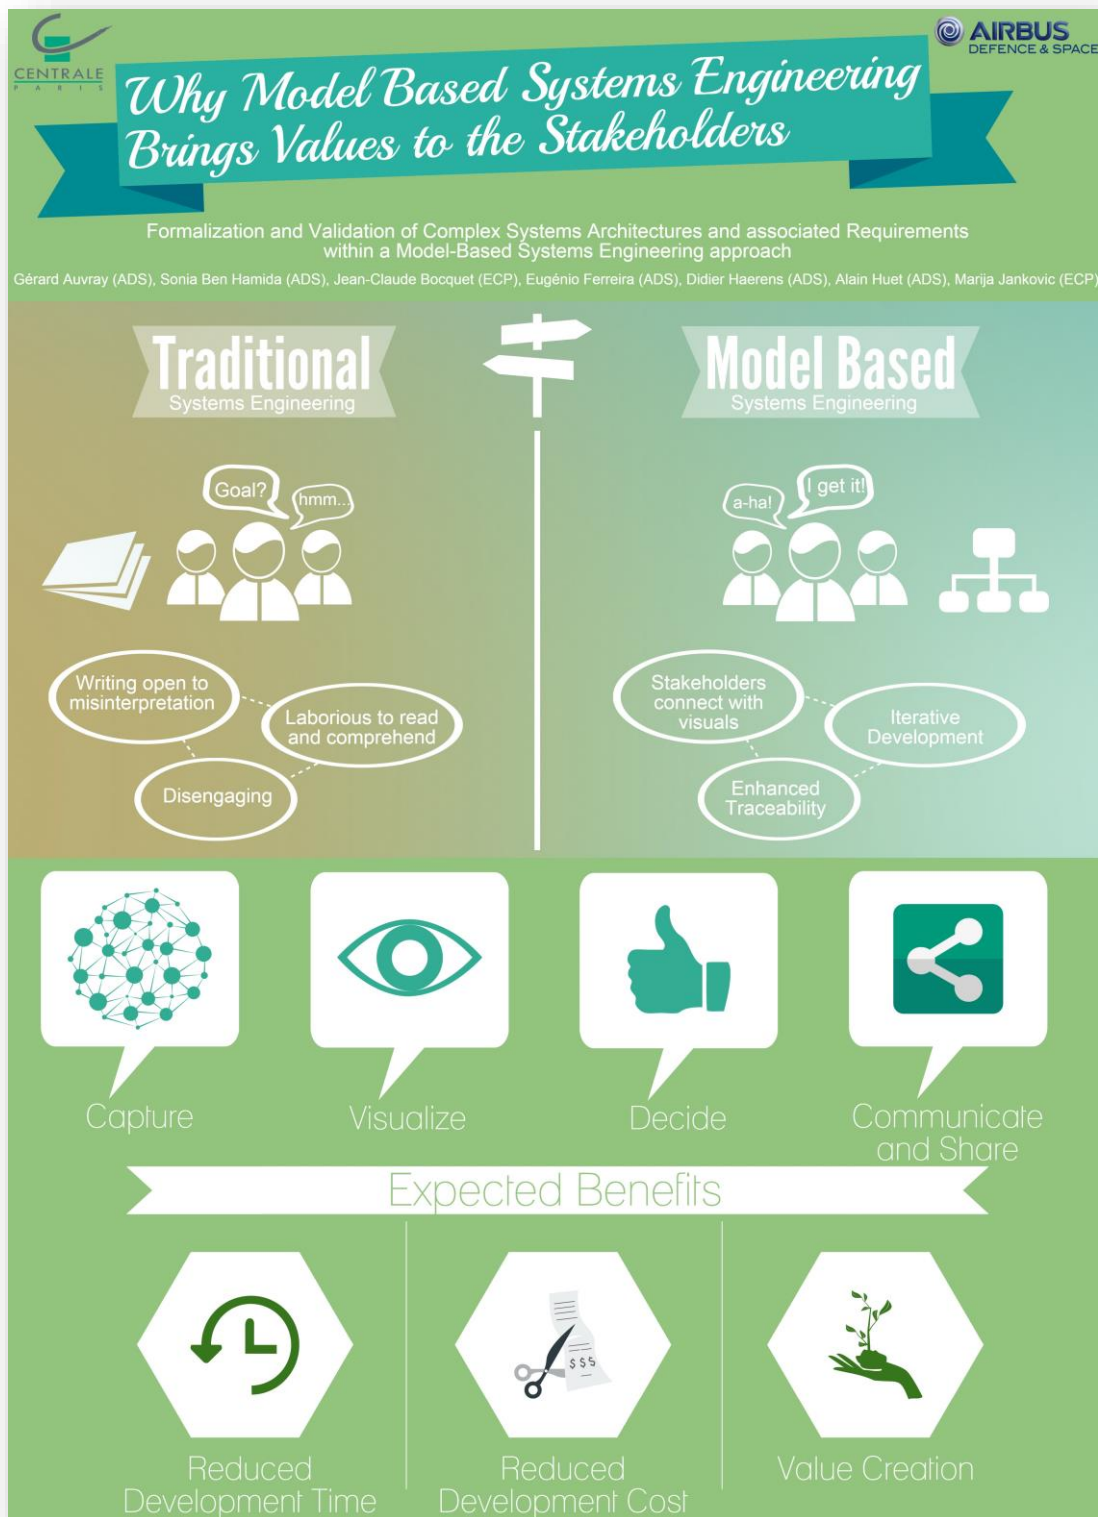 CENTRALE
PARIS
AIRBUS
DEFENCE & SPACE
Why Model Based Systems Engineering
Brings Values to the Stakeholders
Formalization and Validation of Complex Systems Architectures and associated Requirements
within a Model-Based Systems Engineering approach
Gérard Auvray (ADS), Sonia Ben Hamida (ADS), Jean-Claude Bocquet (ECP), Eugénio Ferreira (ADS), Didier Haerens (ADS), Alain Huet (ADS), Marija Jankovic (ECP)
Traditional
Systems Engineering
Goal?
hmm...
Writing open to
misinterpretation
Laborious to read
and comprehend
Disengaging
Model Based
Systems Engineering
a-ha!
I get it!
Stakeholders
connect with
visuals
Iterative
Development
Enhanced
Traceability
Capture
Visualize
Decide
Communicate
and Share
Expected Benefits
$$$
Reduced
Development Time
Reduced
Development Cost
Value Creation